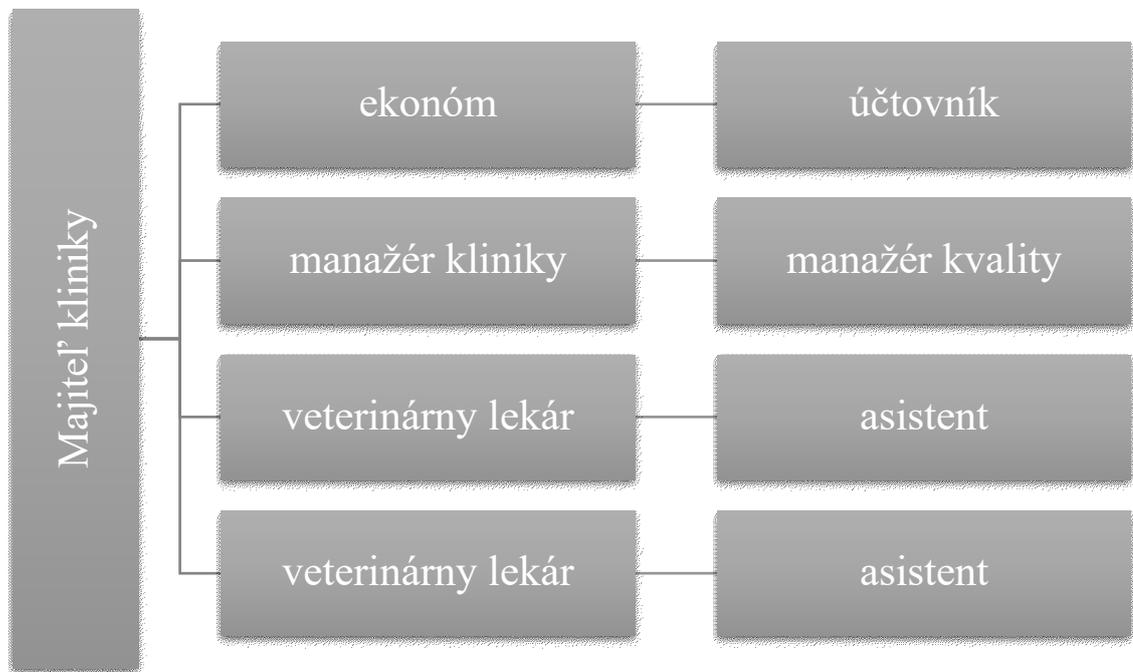 Majiteľ kliniky
ekonóm
účtovník
manažér kliniky
manažér kvality
veterinárny lekár
asistent
veterinárny lekár
asistent